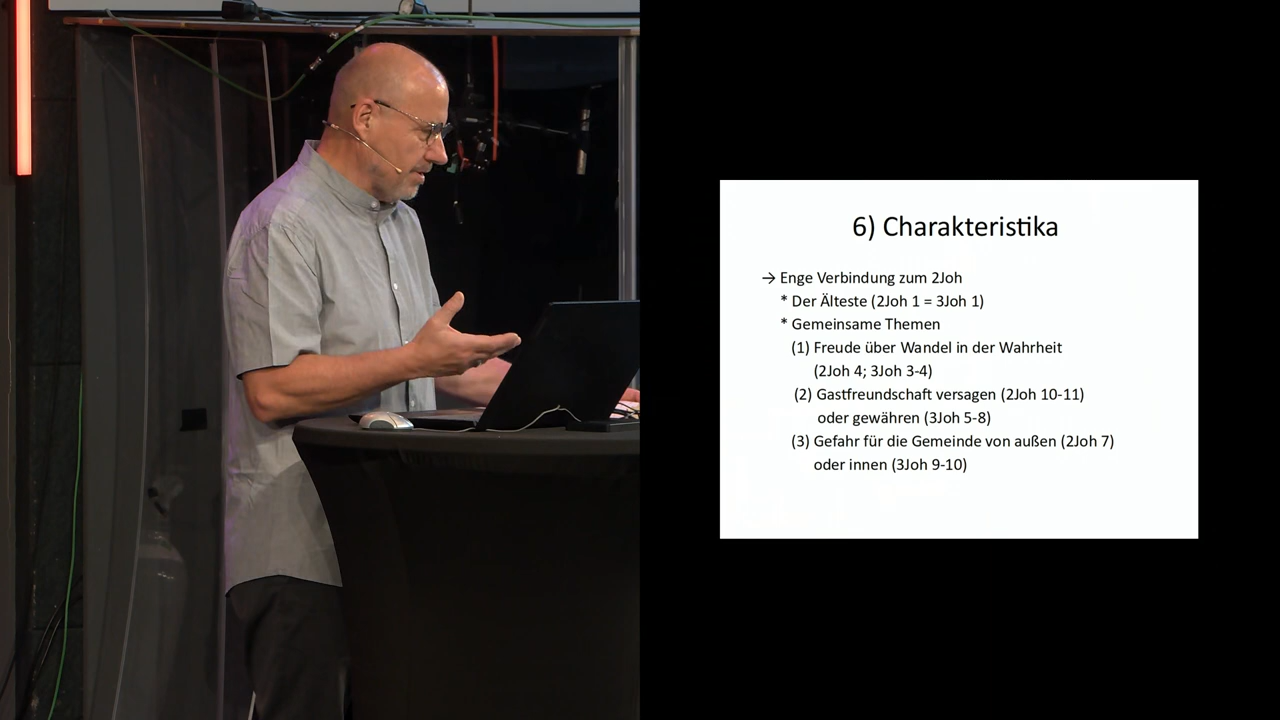 6) Charakteristika
→ Enge Verbindung zum 2Joh
* Der Älteste (2Joh 1 = 3Joh 1)
* Gemeinsame Themen
(1) Freude über Wandel in der Wahrheit
(2Joh 4; 3Joh 3-4)
(2) Gastfreundschaft versagen (2Joh 10-11)
oder gewähren (3Joh 5-8)
(3) Gefahr für die Gemeinde von außen (2Joh 7)
oder innen (3Joh 9-10)